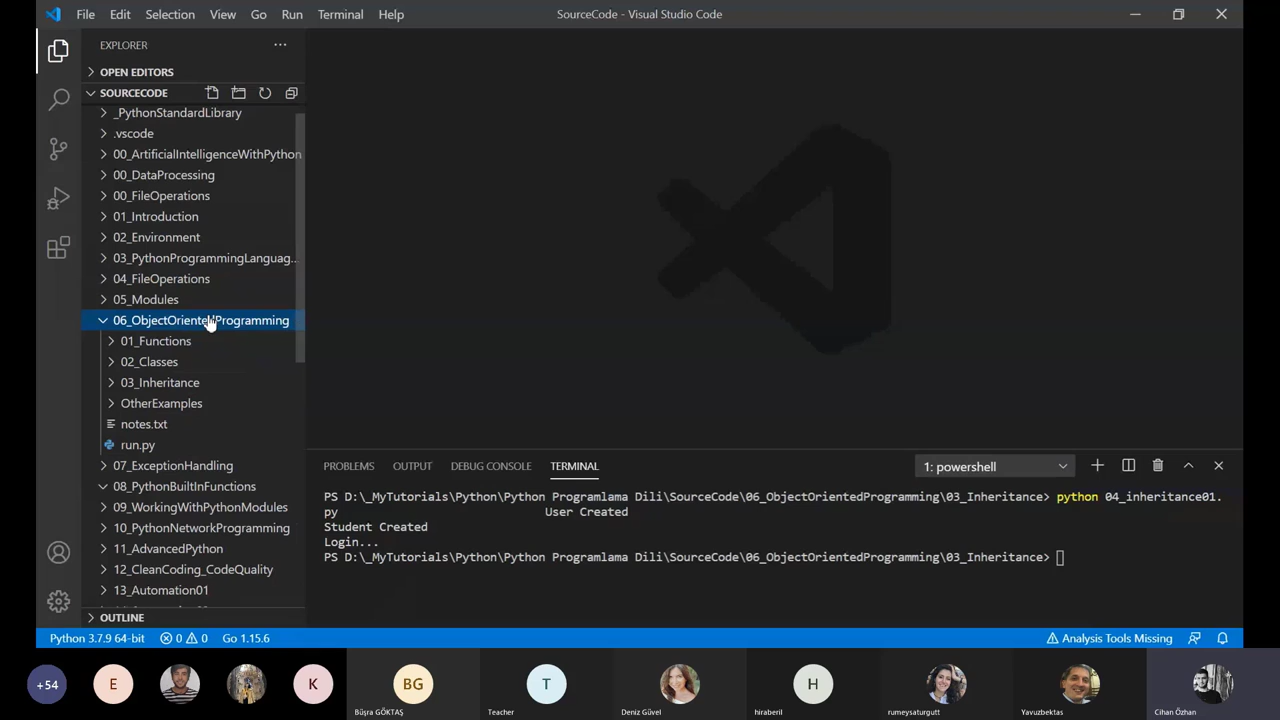 File Edit Selection View Go Run Terminal Help
SourceCode - Visual Studio Code
EXPLORER
OPEN EDITORS
SOURCECODE
_PythonStandardLibrary
.vscode
00_ArtificialIntelligenceWithPython
00_DataProcessing
00_FileOperations
01_Introduction
02_Environment
03_PythonProgrammingLanguag...
04_FileOperations
05_Modules
06_ObjectOrientedProgramming
01_Functions
02_Classes
03_Inheritance
OtherExamples
notes.txt
run.py
07_ExceptionHandling
08_PythonBuiltInFunctions
09_WorkingWithPythonModules
10_PythonNetworkProgramming
11_AdvancedPython
12_CleanCoding_CodeQuality
13_Automation01
OUTLINE
PROBLEMS OUTPUT DEBUG CONSOLE TERMINAL
1: powershell
PS D:\_MyTutorials\Python\Python Programlama Dili\SourceCode\06_ObjectOrientedProgramming\03_Inheritance> python 04_inheritance01.
py User Created
Student Created
Login...
PS D:\_MyTutorials\Python\Python Programlama Dili\SourceCode\06_ObjectOrientedProgramming\03_Inheritance>
Python 3.7.9 64-bit 0 0 Go 1.15.6
Analysis Tools Missing
+54 E K BG T H
Büşra GÖKTAŞ Teacher Deniz Güvel hiraberil rumeysaturgutt Yavuzbektas Cihan Özhan